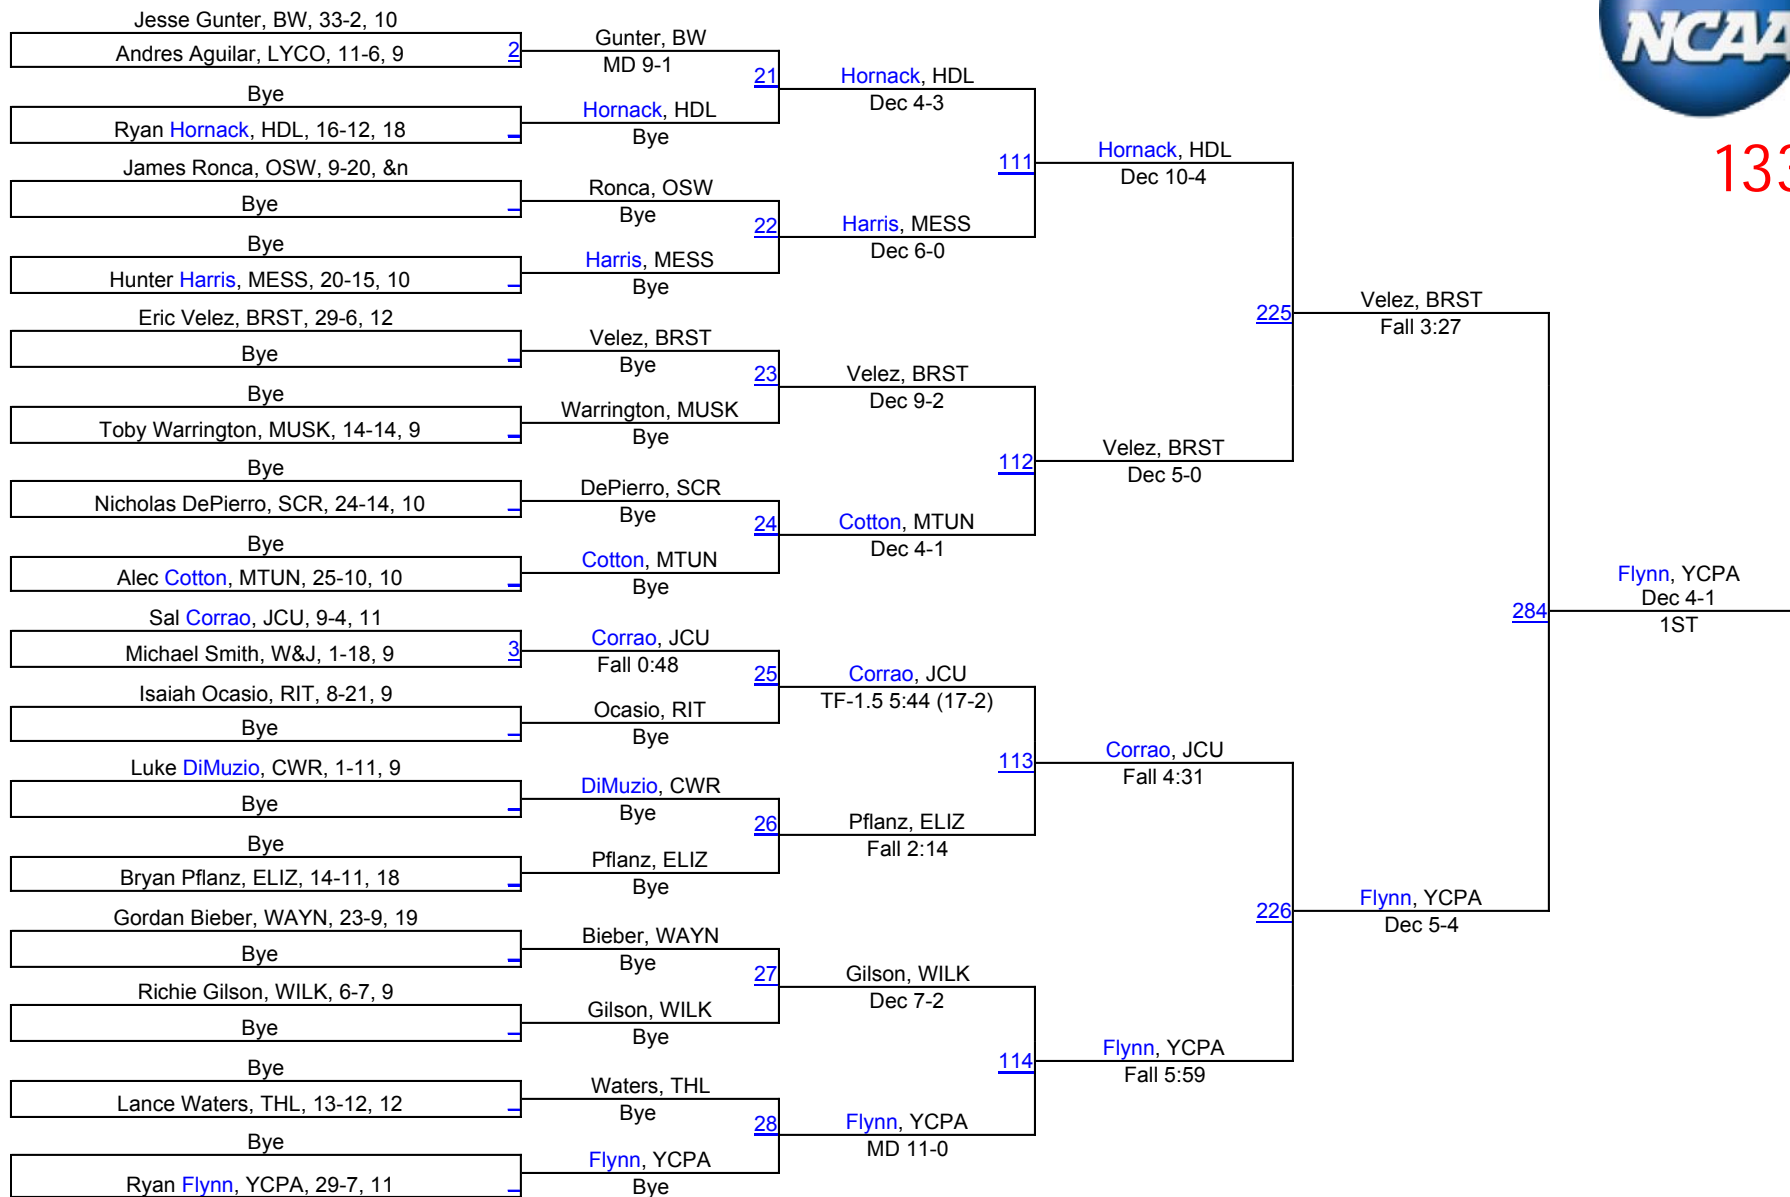 Jesse Gunter, BW, 33-2, 10
Andres Aguilar, LYCO, 11-6, 9
2
Bye
Ryan Hornack, HDL, 16-12, 18
James Ronca, OSW, 9-20, &n
Bye
Bye
Hunter Harris, MESS, 20-15, 10
Eric Velez, BRST, 29-6, 12
Bye
Bye
Toby Warrington, MUSK, 14-14, 9
Bye
Nicholas DePierro, SCR, 24-14, 10
Bye
Alec Cotton, MTUN, 25-10, 10
Sal Corrao, JCU, 9-4, 11
Michael Smith, W&J, 1-18, 9
3
Isaiah Ocasio, RIT, 8-21, 9
Bye
Luke DiMuzio, CWR, 1-11, 9
Bye
Bye
Bryan Pflanz, ELIZ, 14-11, 18
Gordan Bieber, WAYN, 23-9, 19
Bye
Richie Gilson, WILK, 6-7, 9
Bye
Bye
Lance Waters, THL, 13-12, 12
Bye
Ryan Flynn, YCPA, 29-7, 11
Gunter, BW
MD 9-1
21
Hornack, HDL
Bye
Ronca, OSW
Bye
22
Harris, MESS
Bye
Velez, BRST
Bye
23
Warrington, MUSK
Bye
DePierro, SCR
Bye
24
Cotton, MTUN
Bye
Corrao, JCU
Fall 0:48
25
Ocasio, RIT
Bye
DiMuzio, CWR
Bye
26
Pflanz, ELIZ
Bye
Bieber, WAYN
Bye
27
Gilson, WILK
Bye
Waters, THL
Bye
28
Flynn, YCPA
Bye
Hornack, HDL
Dec 4-3
111
Harris, MESS
Dec 6-0
Velez, BRST
Dec 9-2
112
Cotton, MTUN
Dec 4-1
Corrao, JCU
TF-1.5 5:44 (17-2)
113
Pflanz, ELIZ
Fall 2:14
Gilson, WILK
Dec 7-2
114
Flynn, YCPA
MD 11-0
Hornack, HDL
Dec 10-4
225
Velez, BRST
Dec 5-0
Corrao, JCU
Fall 4:31
226
Flynn, YCPA
Fall 5:59
Velez, BRST
Fall 3:27
284
Flynn, YCPA
Dec 5-4
Flynn, YCPA
Dec 4-1
1ST
NCAA
133